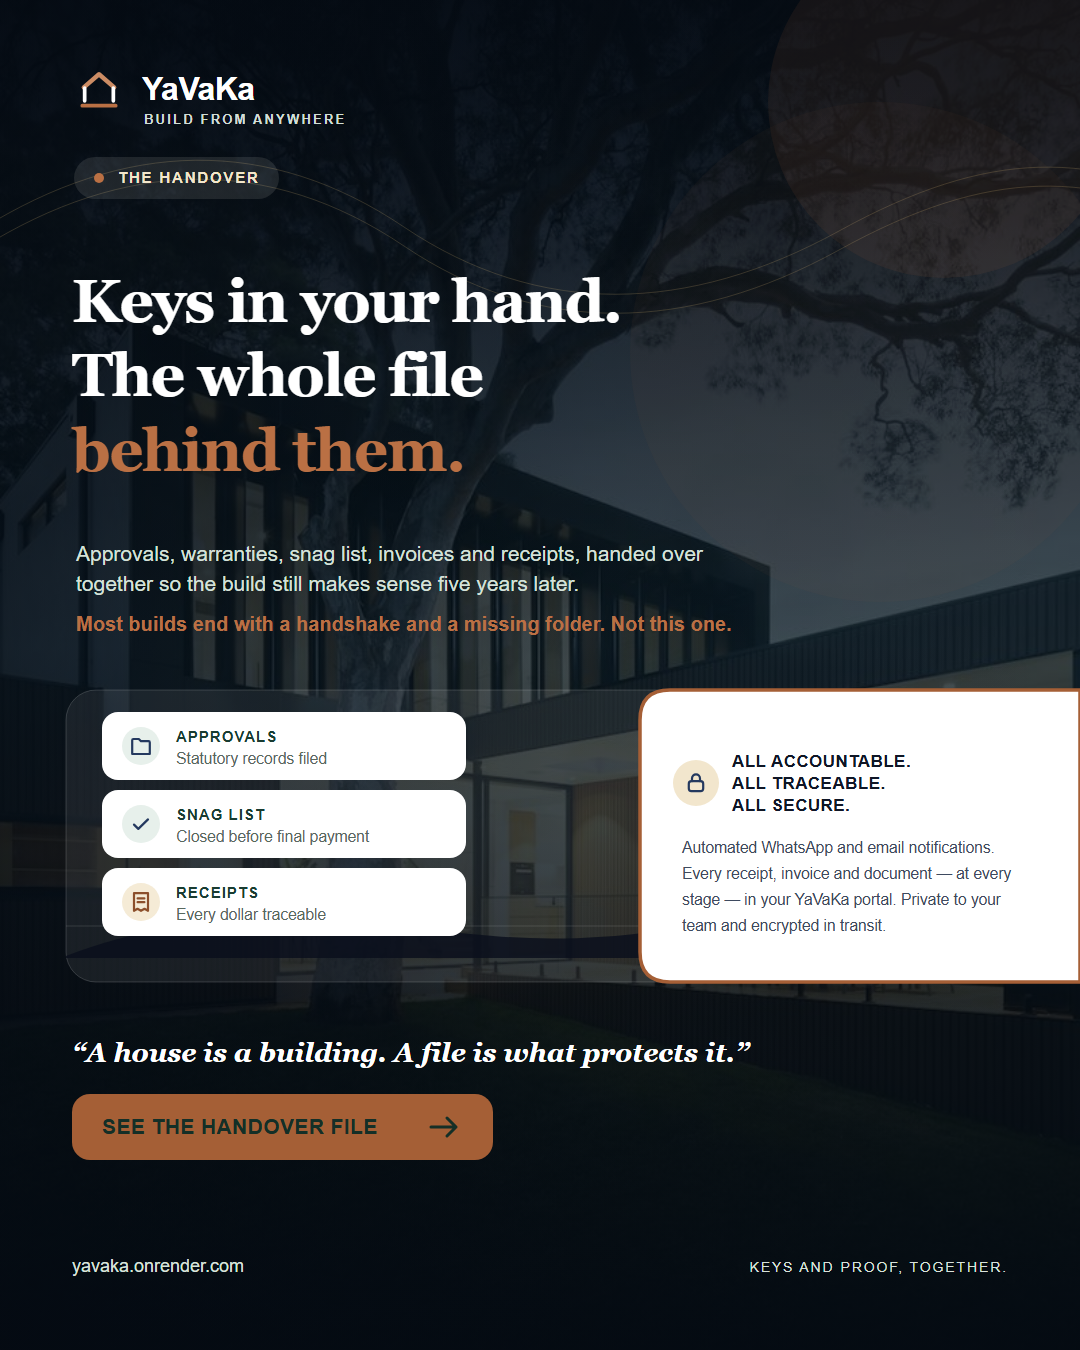 YaVaKa
BUILD FROM ANYWHERE
THE HANDOVER
Keys in your hand.
The whole file
behind them.
Approvals, warranties, snag list, invoices and receipts, handed over
together so the build still makes sense five years later.
Most builds end with a handshake and a missing folder. Not this one.
APPROVALS
Statutory records filed
SNAG LIST
Closed before final payment
RECEIPTS
Every dollar traceable
ALL ACCOUNTABLE.
ALL TRACEABLE.
ALL SECURE.
Automated WhatsApp and email notifications.
Every receipt, invoice and document — at every
stage — in your YaVaKa portal. Private to your
team and encrypted in transit.
“A house is a building. A file is what protects it.”
SEE THE HANDOVER FILE
yavaka.onrender.com
KEYS AND PROOF, TOGETHER.